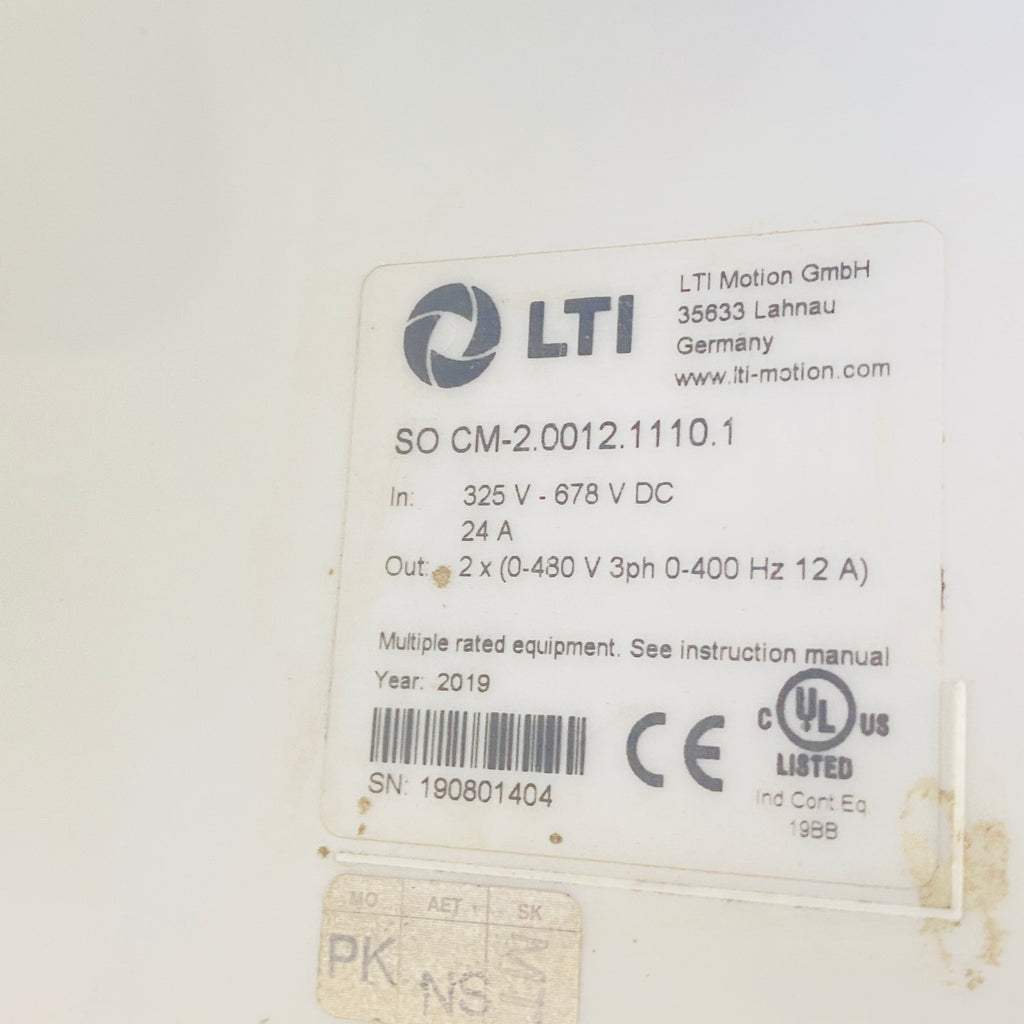 LTI
LTI Motion GmbH
35633 Lahnau
Germany
www.lti-motion.com
SO CM-2.0012.1110.1
In: 325 V - 678 V DC
24 A
Out: 2 x (0-480 V 3ph 0-400 Hz 12 A)
Multiple rated equipment. See instruction manual
Year: 2019
SN: 190801404
CE
C UL US
LISTED
Ind Cont Eq
19BB
MO AET SK
PK NS MT